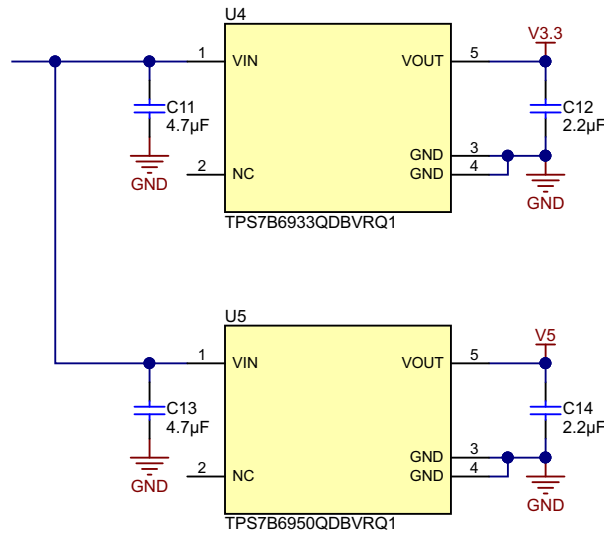 U4
V3.3
1
VIN
VOUT
5
C11
4.7µF
C12
2.2µF
GND
3
2
NC
GND
4
GND
GND
TPS7B6933QDBVRQ1
U5
V5
1
VIN
VOUT
5
C13
4.7µF
C14
2.2µF
GND
3
2
NC
GND
4
GND
GND
TPS7B6950QDBVRQ1